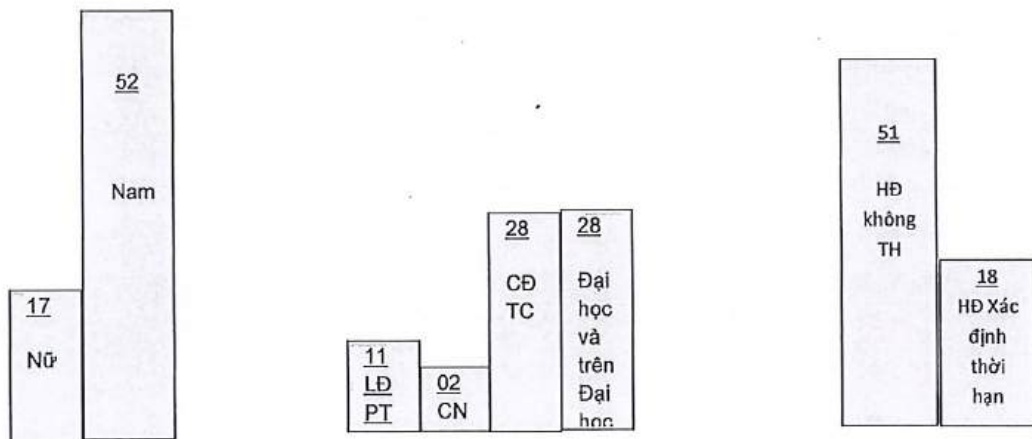 17
Nữ
52
Nam
11
LĐ
PT
02
CN
28
CĐ
TC
28
Đại
học
và
trên
Đại
học
51
HĐ
không
TH
18
HĐ Xác
định
thời
hạn